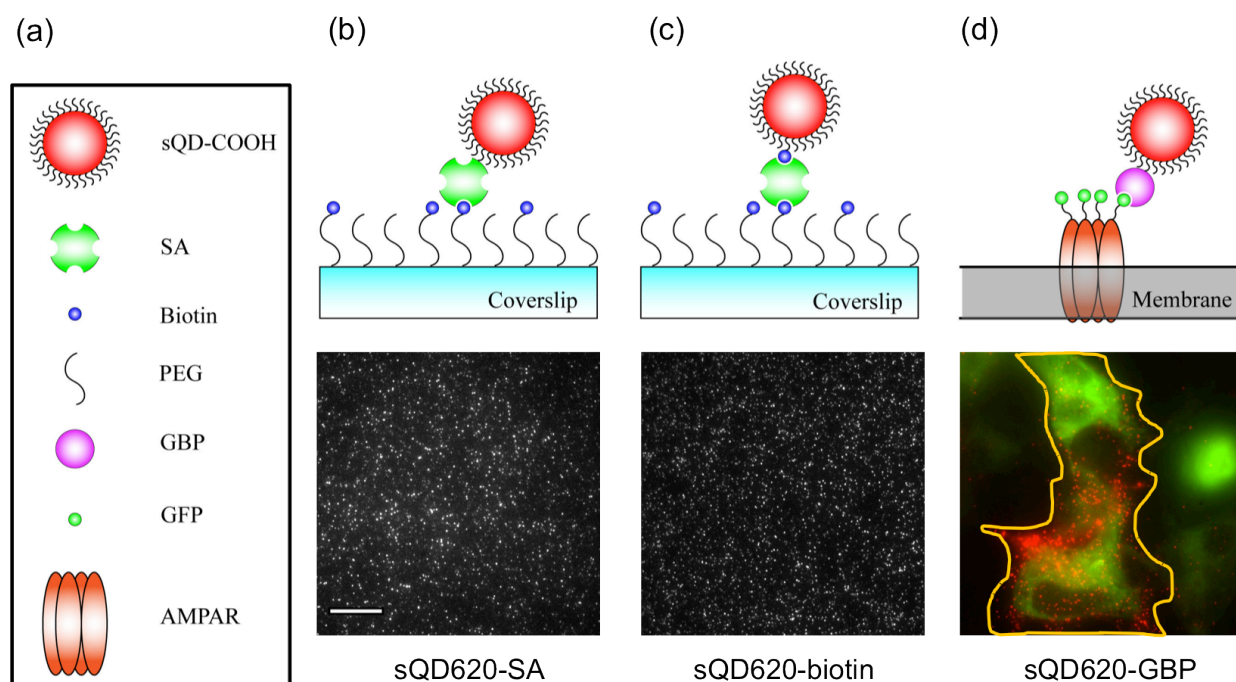 (a)
(b)
(c)
(d)
sQD-COOH
SA
Biotin
PEG
GBP
GFP
AMPAR
Coverslip
Coverslip
Membrane
sQD620-SA
sQD620-biotin
sQD620-GBP